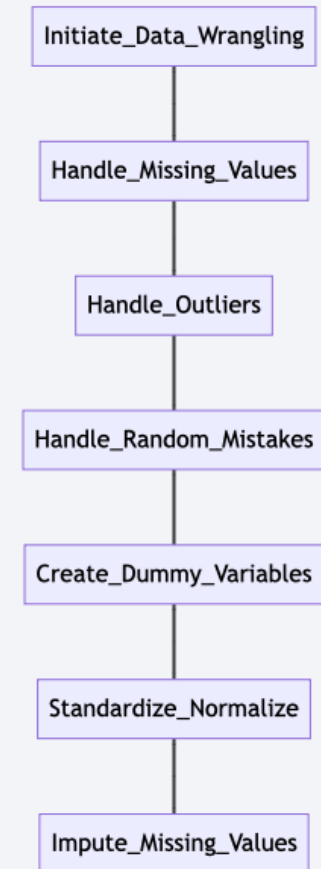 Initiate_Data_Wrangling
Handle_Missing_Values
Handle_Outliers
Handle_Random_Mistakes
Create_Dummy_Variables
Standardize_Normalize
Impute_Missing_Values